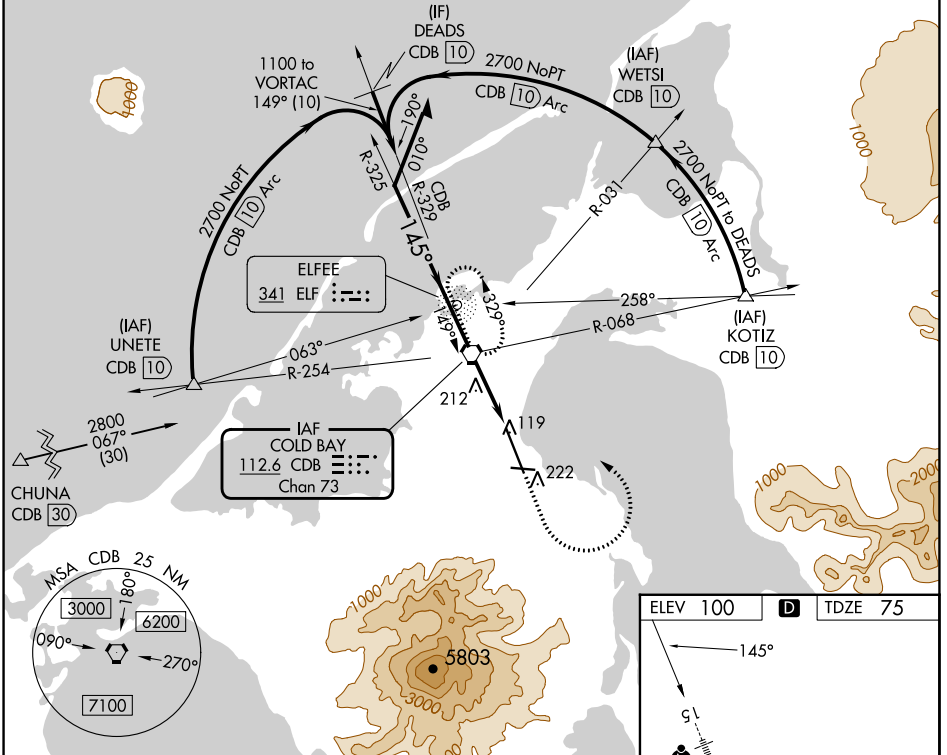 (IF)
DEADS
CDB 10
1100 to
VORTAC
149° (10)
2700 NoPT
CDB 10 Arc
(IAF)
WETSI
CDB 10
1000
1000
190°
010°
R-325
CDB
R-329
2700 NoPT
CDB 10 Arc
2700 NoPT to DEADS
CDB 10 Arc
R-031
145°
ELFEE
341 ELF
149°
329°
258°
R-068
(IAF)
KOTIZ
CDB 10
(IAF)
UNETE
CDB 10
063°
R-254
212
119
222
IAF
COLD BAY
112.6 CDB
Chan 73
2800
067°
(30)
CHUNA
CDB 30
1000
2000
MSA CDB 25 NM
180°
3000
6200
090°
270°
7100
1000
5803
3000
ELEV 100
D
TDZE 75
145°
15